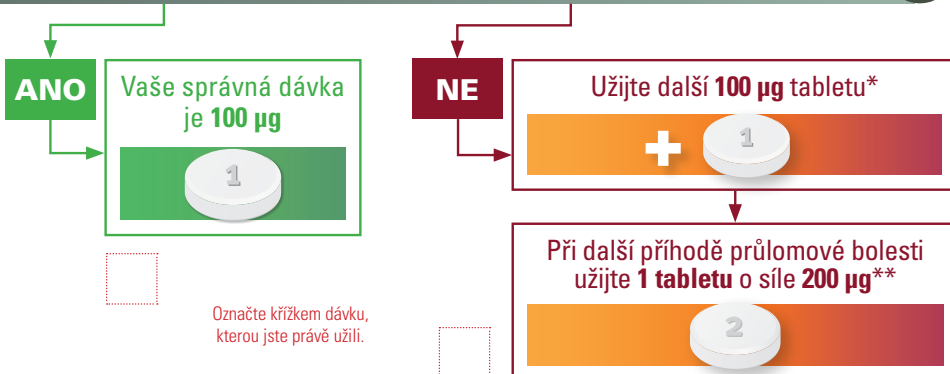 ANO
Vaše správná dávka
je 100 µg
1
Označte křížkem dávku,
kterou jste právě užili.
NE
Užijte další 100 µg tabletu*
+ 1
Při další příhodě průlomové bolesti
užijte 1 tabletu o síle 200 µg**
2